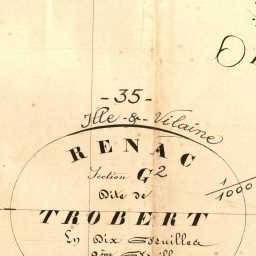 - 35 -
Ille -&- Vilaine
RENAC
Section G2
Dite de
1/1000
TROBERT
En Dix Feuilles